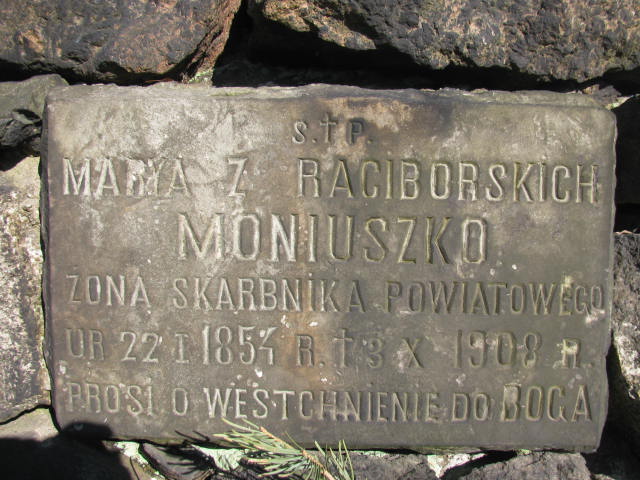 S.†P.
MARYA Z RACIBORSKICH
MONIUSZKO
ŻONA SKARBNIKA POWIATOWEGO
UR 22 I 1854 R. † 3 X 1908 R.
PROSI O WESTCHNIENIE DO BOGA